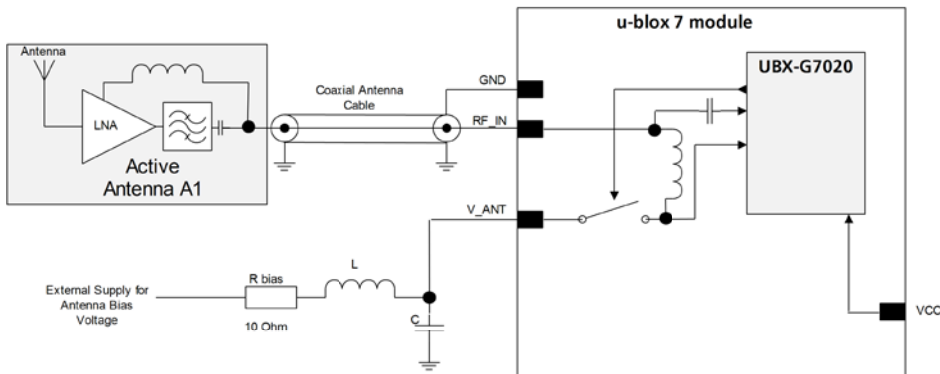 u-blox 7 module
Antenna
UBX-G7020
GND
Coaxial Antenna
Cable
LNA
RF_IN
Active
Antenna A1
V_ANT
L
R bias
External Supply for
Antenna Bias
Voltage
10 Ohm
C
VCC